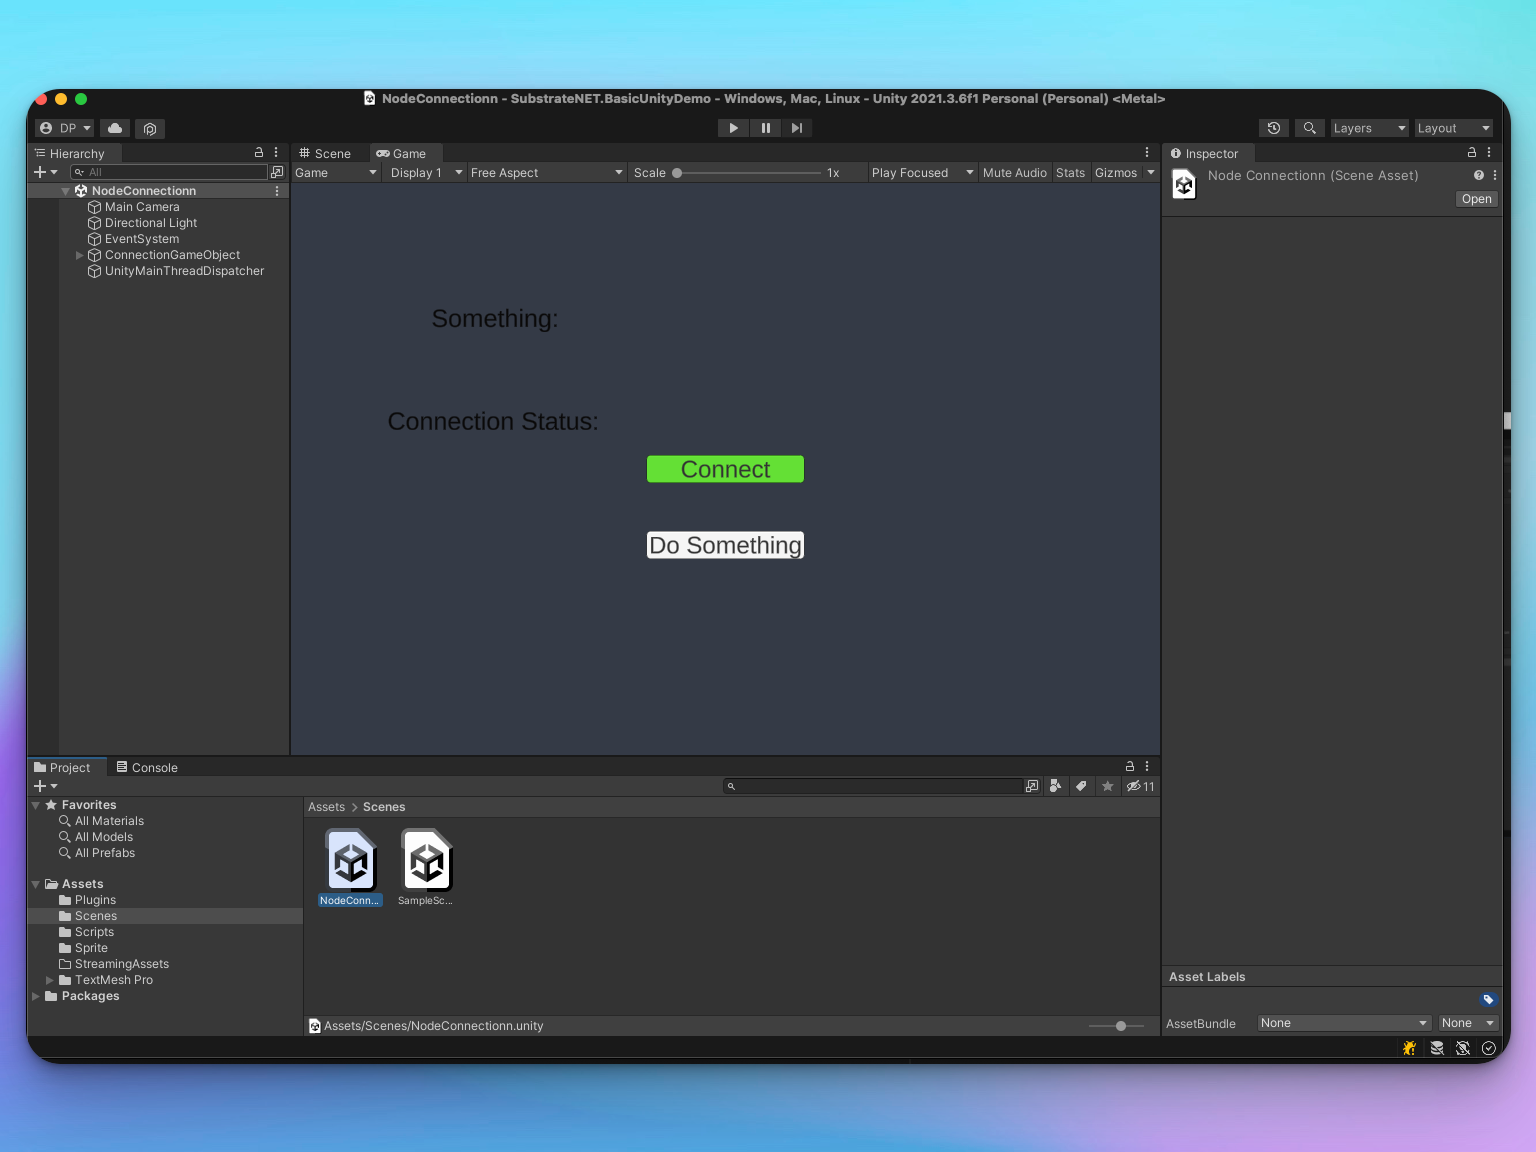 NodeConnectionn - SubstrateNET.BasicUnityDemo - Windows, Mac, Linux - Unity 2021.3.6f1 Personal (Personal) <Metal>
DP
Layers
Layout
Hierarchy
All
NodeConnectionn
Main Camera
Directional Light
EventSystem
ConnectionGameObject
UnityMainThreadDispatcher
Scene
Game
Game
Display 1
Free Aspect
Scale
1x
Play Focused
Mute Audio
Stats
Gizmos
Something:
Connection Status:
Connect
Do Something
Inspector
Node Connectionn (Scene Asset)
Open
Project
Console
11
Favorites
All Materials
All Models
All Prefabs
Assets
Plugins
Scenes
Scripts
Sprite
StreamingAssets
TextMesh Pro
Packages
Assets > Scenes
NodeConn...
SampleSc...
Assets/Scenes/NodeConnectionn.unity
Asset Labels
AssetBundle
None
None